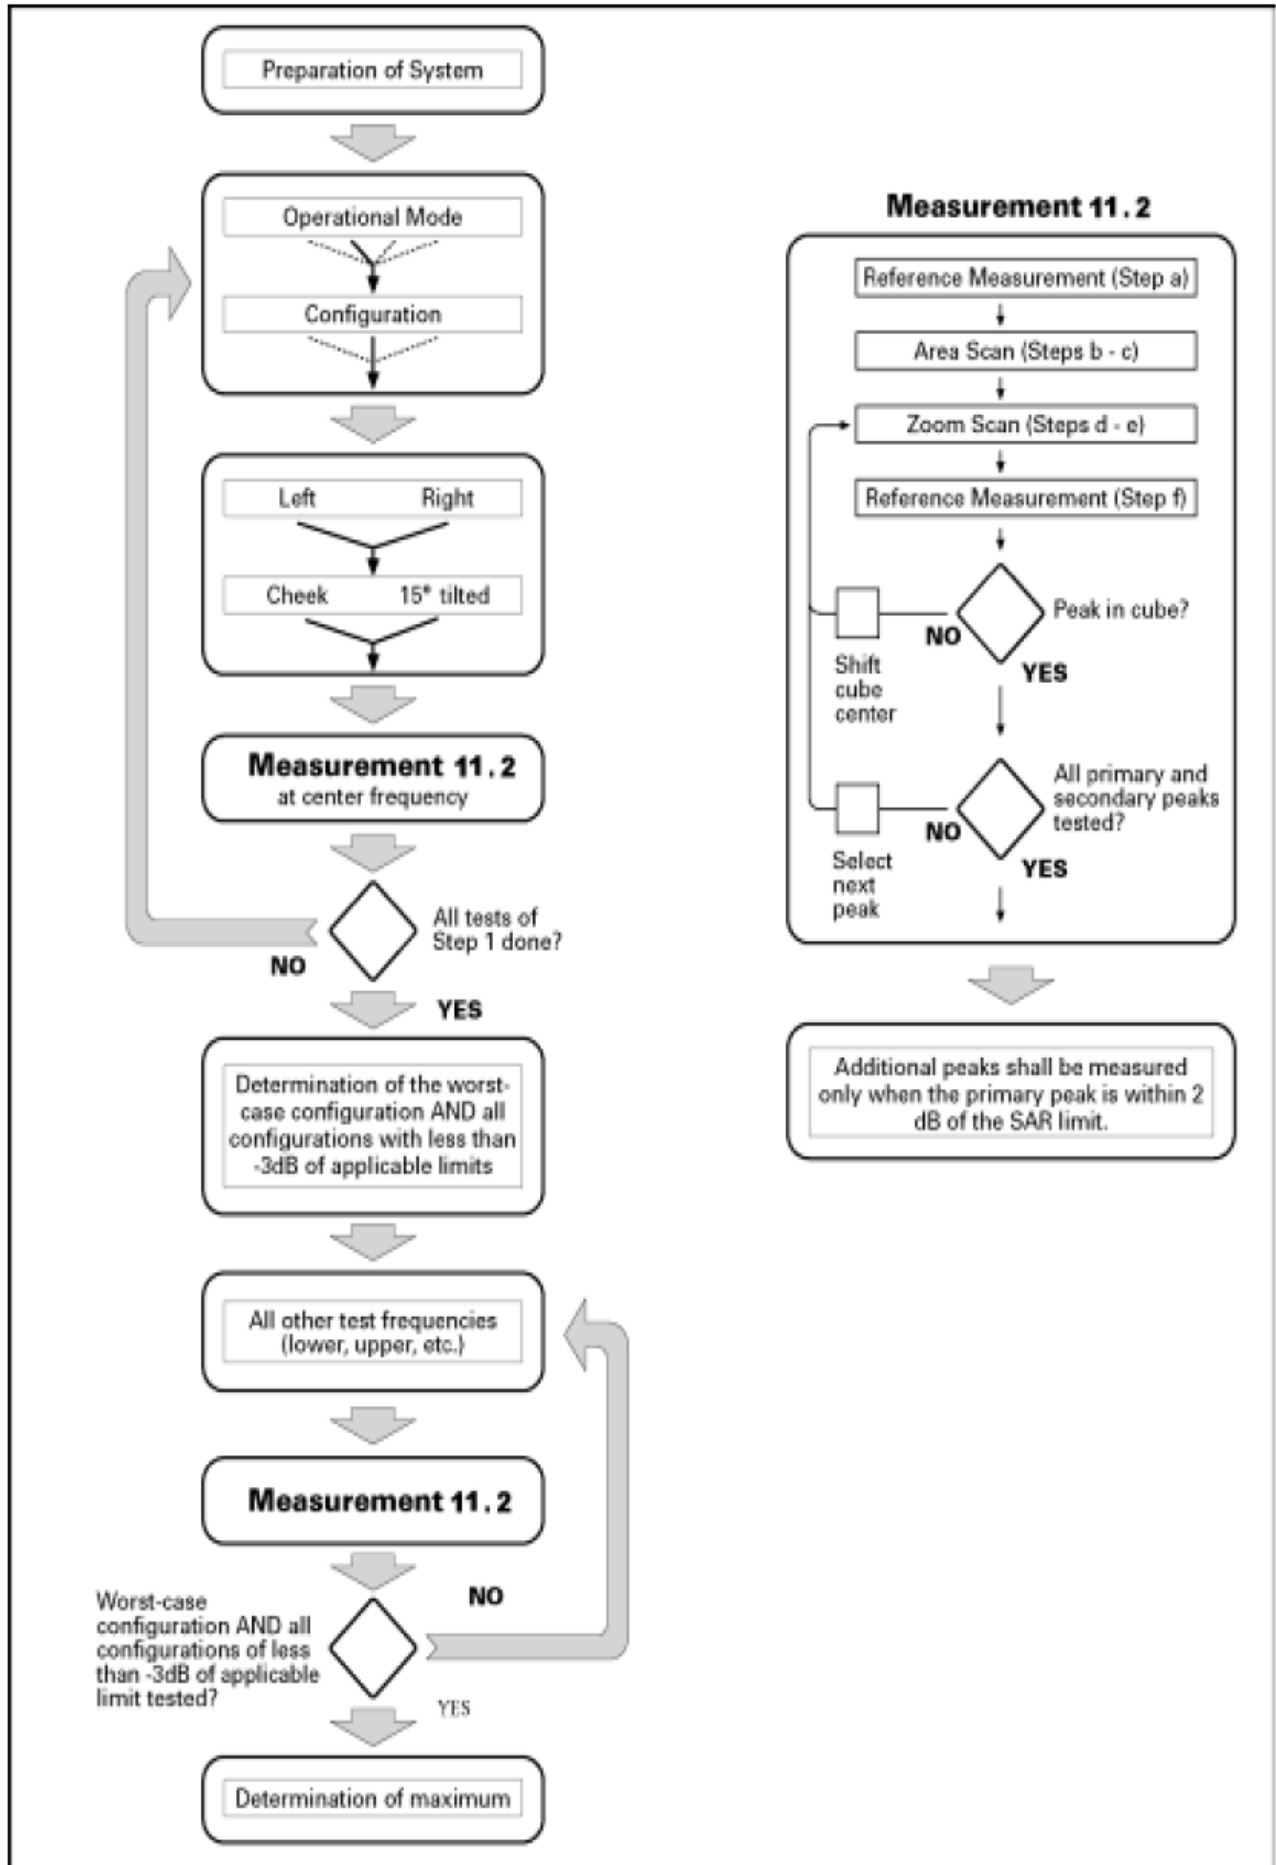 Preparation of System
Operational Mode
Configuration
Left Right
Cheek 15° tilted
Measurement 11.2
at center frequency
All tests of
Step 1 done?
NO
YES
Determination of the worst-
case configuration AND all
configurations with less than
-3dB of applicable limits
All other test frequencies
(lower, upper, etc.)
Measurement 11.2
NO
Worst-case
configuration AND all
configurations of less
than -3dB of applicable
limit tested?
YES
Determination of maximum
Measurement 11.2
Reference Measurement (Step a)
Area Scan (Steps b - c)
Zoom Scan (Steps d - e)
Reference Measurement (Step f)
Peak in cube?
NO
YES
Shift
cube
center
All primary and
secondary peaks
tested?
NO
YES
Select
next
peak
Additional peaks shall be measured
only when the primary peak is within 2
dB of the SAR limit.